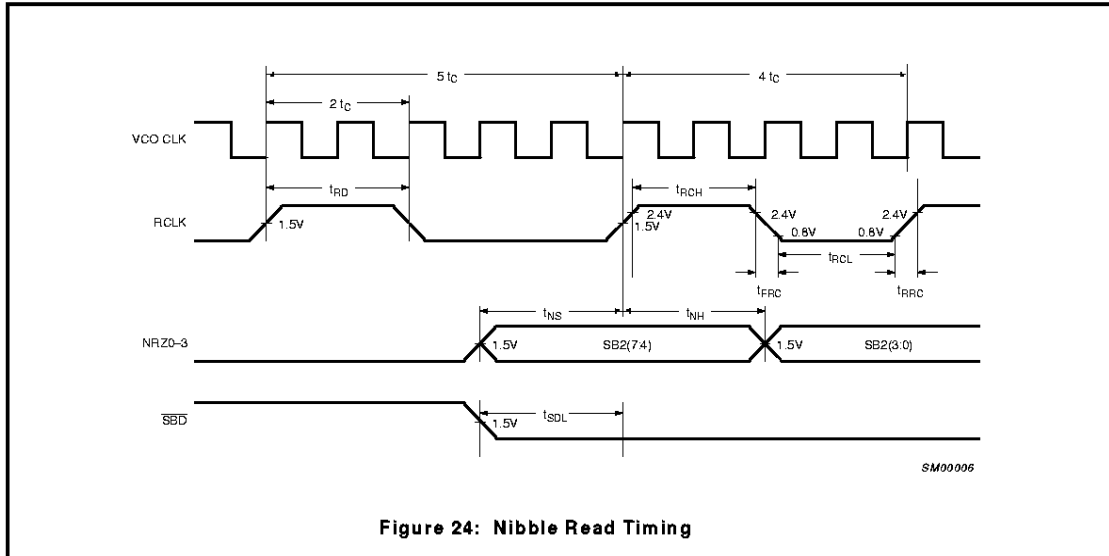 5 tC
4 tC
2 tC
VCO CLK
tRD
tRCH
RCLK
1.5V
2.4V
1.5V
2.4V
0.8V
0.8V
2.4V
tRCL
tFRC
tRRC
tNS
tNH
NRZ0–3
1.5V
SB2(7:4)
1.5V
SB2(3:0)
SBD
tSDL
1.5V
SM00006
Figure 24: Nibble Read Timing